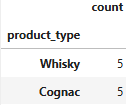 count
product_type
Whisky 5
Cognac 5